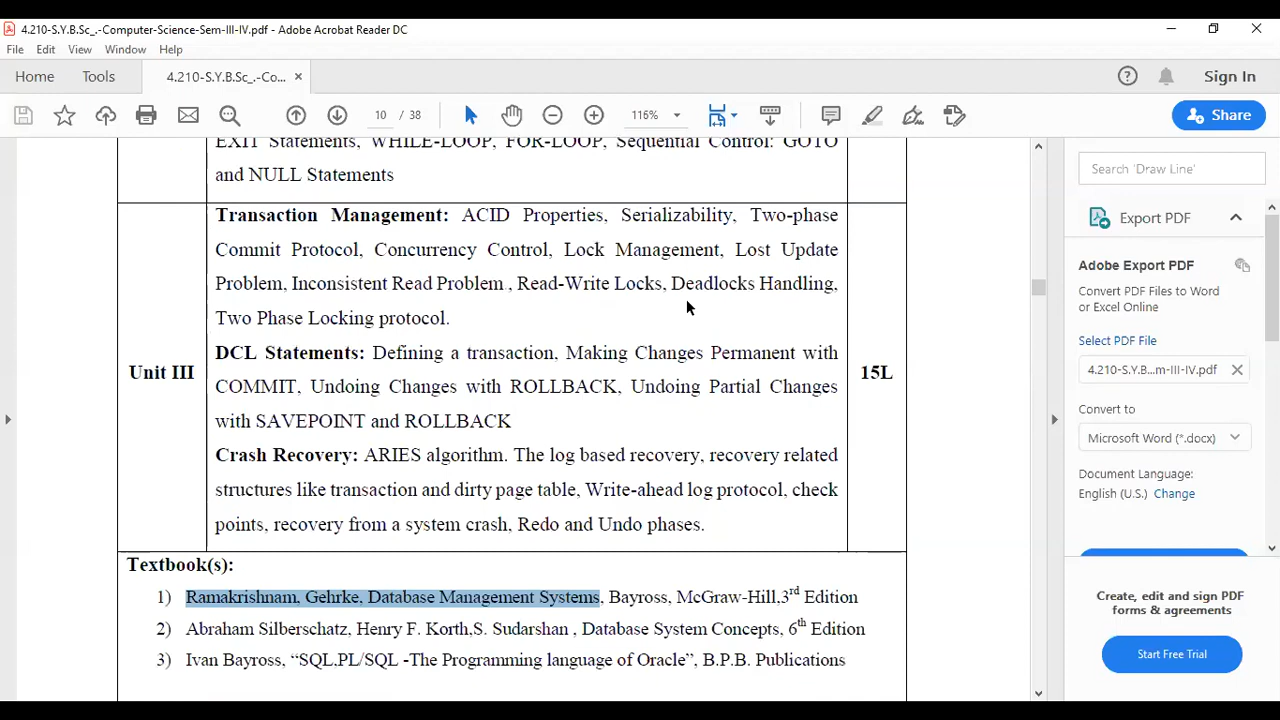 4.210-S.Y.B.Sc_.-Computer-Science-Sem-III-IV.pdf - Adobe Acrobat Reader DC
File Edit View Window Help
Home Tools 4.210-S.Y.B.Sc_.-Co... Sign In
10 / 38 116% Share
EXIT Statements, WHILE-LOOP, FOR-LOOP, Sequential Control: GOTO
and NULL Statements
Unit III
Transaction Management: ACID Properties, Serializability, Two-phase
Commit Protocol, Concurrency Control, Lock Management, Lost Update
Problem, Inconsistent Read Problem , Read-Write Locks, Deadlocks Handling,
Two Phase Locking protocol.
DCL Statements: Defining a transaction, Making Changes Permanent with
COMMIT, Undoing Changes with ROLLBACK, Undoing Partial Changes
with SAVEPOINT and ROLLBACK
Crash Recovery: ARIES algorithm. The log based recovery, recovery related
structures like transaction and dirty page table, Write-ahead log protocol, check
points, recovery from a system crash, Redo and Undo phases.
15L
Textbook(s):
1) Ramakrishnam, Gehrke, Database Management Systems, Bayross, McGraw-Hill,3rd Edition
2) Abraham Silberschatz, Henry F. Korth,S. Sudarshan , Database System Concepts, 6th Edition
3) Ivan Bayross, “SQL,PL/SQL -The Programming language of Oracle”, B.P.B. Publications
Search 'Draw Line'
Export PDF
Adobe Export PDF
Convert PDF Files to Word
or Excel Online
Select PDF File
4.210-S.Y.B...m-III-IV.pdf
Convert to
Microsoft Word (*.docx)
Document Language:
English (U.S.) Change
Create, edit and sign PDF
forms & agreements
Start Free Trial